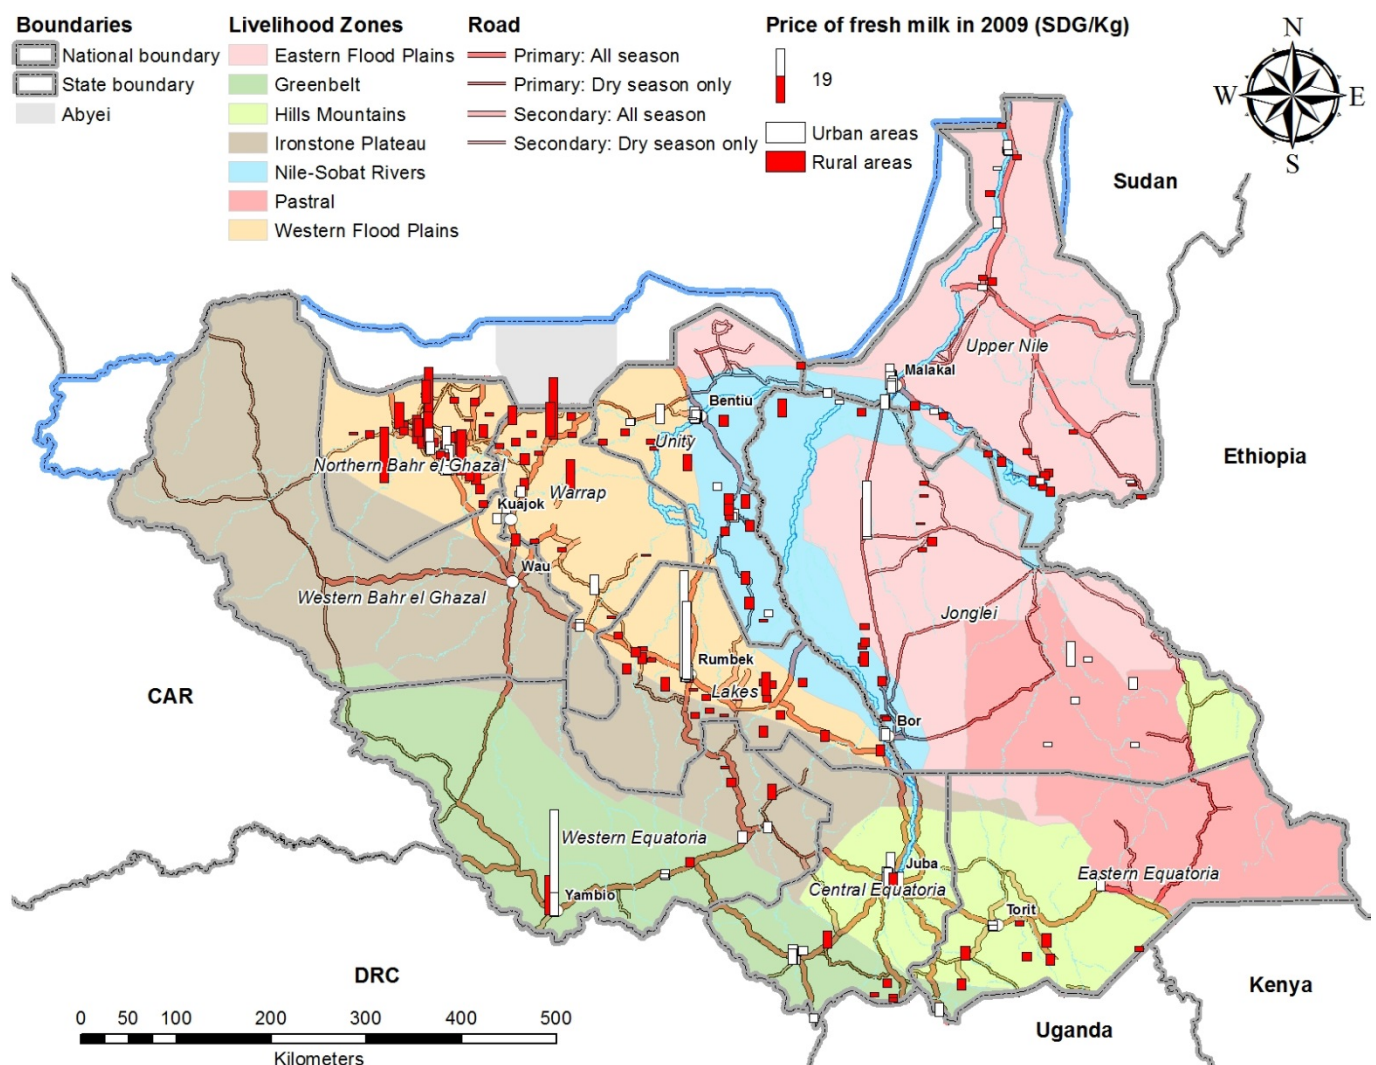 Boundaries
National boundary
State boundary
Abyei
Livelihood Zones
Eastern Flood Plains
Greenbelt
Hills Mountains
Ironstone Plateau
Nile-Sobat Rivers
Pastral
Western Flood Plains
Road
Primary: All season
Primary: Dry season only
Secondary: All season
Secondary: Dry season only
Price of fresh milk in 2009 (SDG/Kg)
19
Urban areas
Rural areas
N
W E
S
Sudan
Upper Nile
Malakal
Bentiu
Unity
Ethiopia
Northern Bahr el-Ghazal
Warrap
Kuajok
Wau
Western Bahr el Ghazal
Jonglei
Rumbek
Lakes
CAR
Bor
Western Equatoria
Juba
Central Equatoria
Eastern Equatoria
Yambio
Torit
DRC
Kenya
Uganda
0 50 100 200 300 400 500
Kilometers